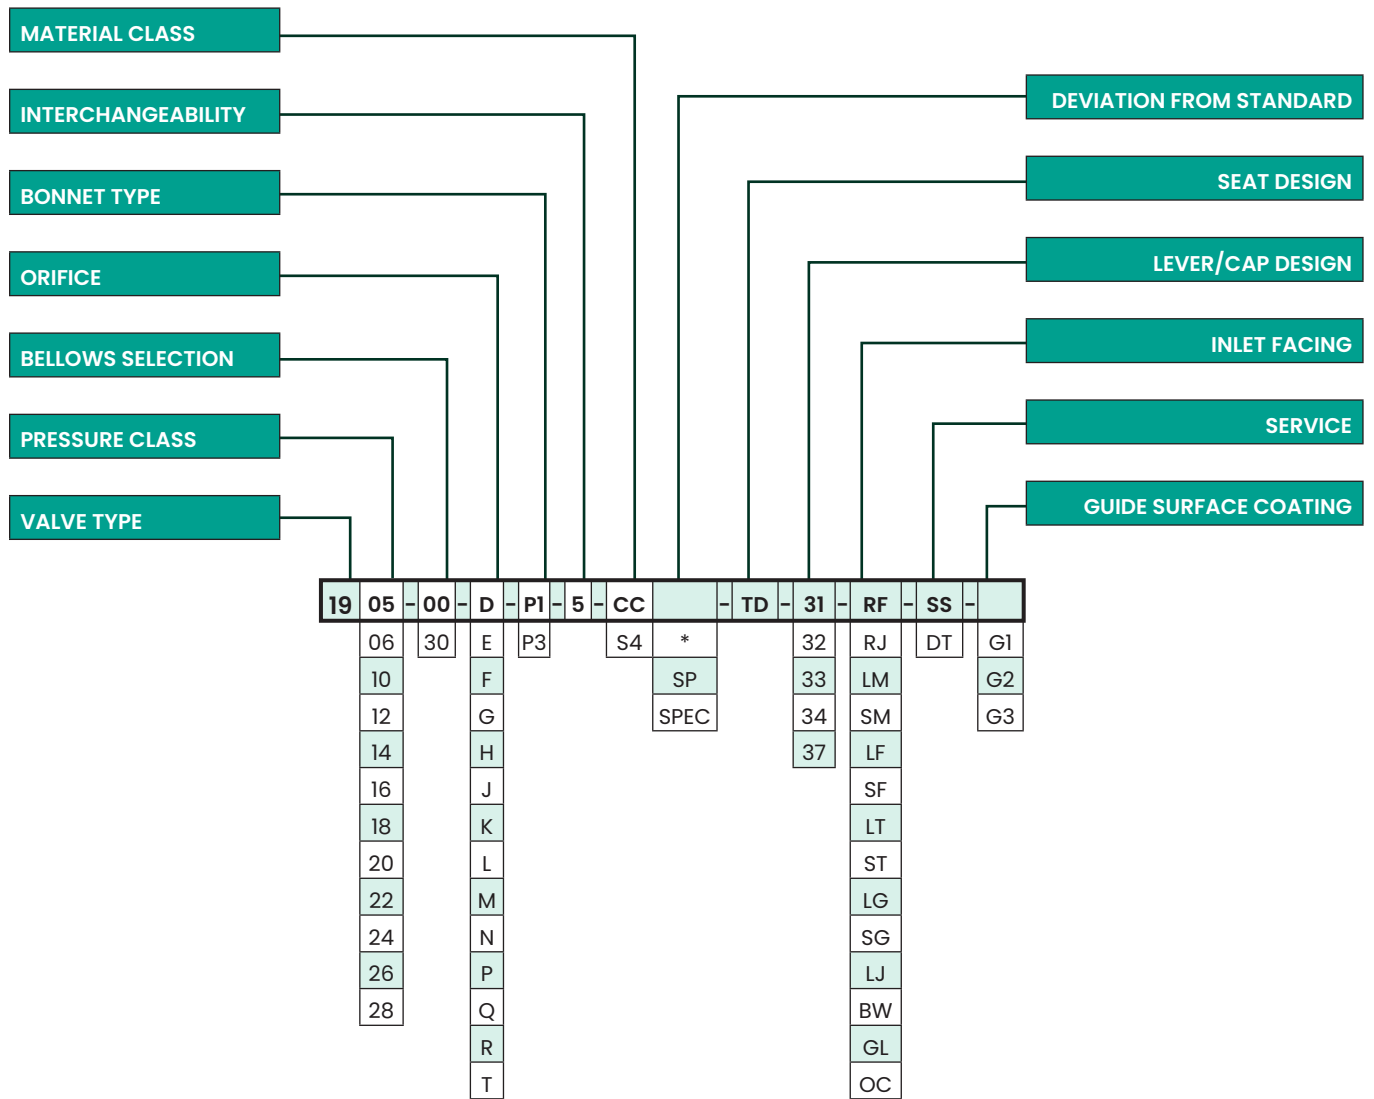 MATERIAL CLASS
INTERCHANGEABILITY
BONNET TYPE
ORIFICE
BELLOWS SELECTION
PRESSURE CLASS
VALVE TYPE
DEVIATION FROM STANDARD
SEAT DESIGN
LEVER/CAP DESIGN
INLET FACING
SERVICE
GUIDE SURFACE COATING
19 05 - 00 - D - P1 - 5 - CC - TD - 31 - RF - SS -
06 30 E P3 S4 * 32 RJ DT G1
10 F SP 33 LM G2
12 G SPEC 34 SM G3
14 H 37 LF
16 J SF
18 K LT
20 L ST
22 M LG
24 N SG
26 P LJ
28 Q BW
R GL
T OC